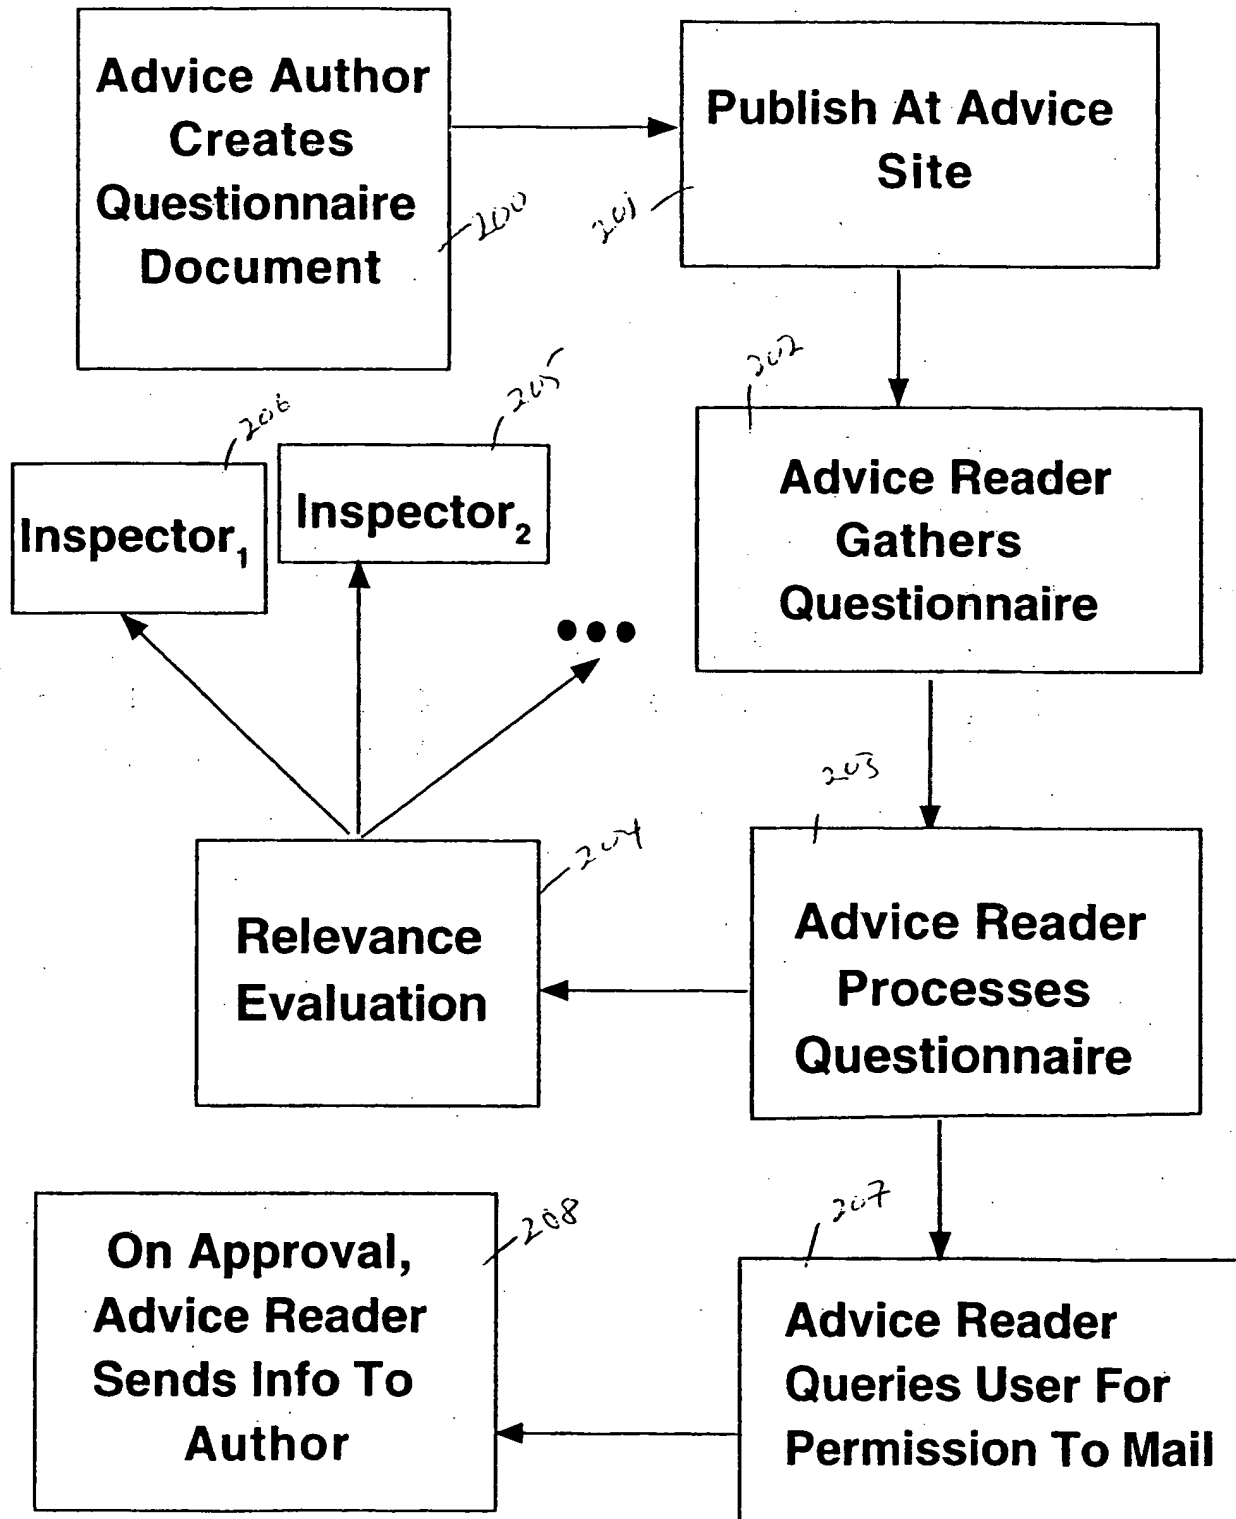 Advice Author
Creates
Questionnaire
Document
200
Publish At Advice
Site
201
202
Advice Reader
Gathers
Questionnaire
206
Inspector₁
205
Inspector₂
•••
203
Advice Reader
Processes
Questionnaire
204
Relevance
Evaluation
207
Advice Reader
Queries User For
Permission To Mail
208
On Approval,
Advice Reader
Sends Info To
Author